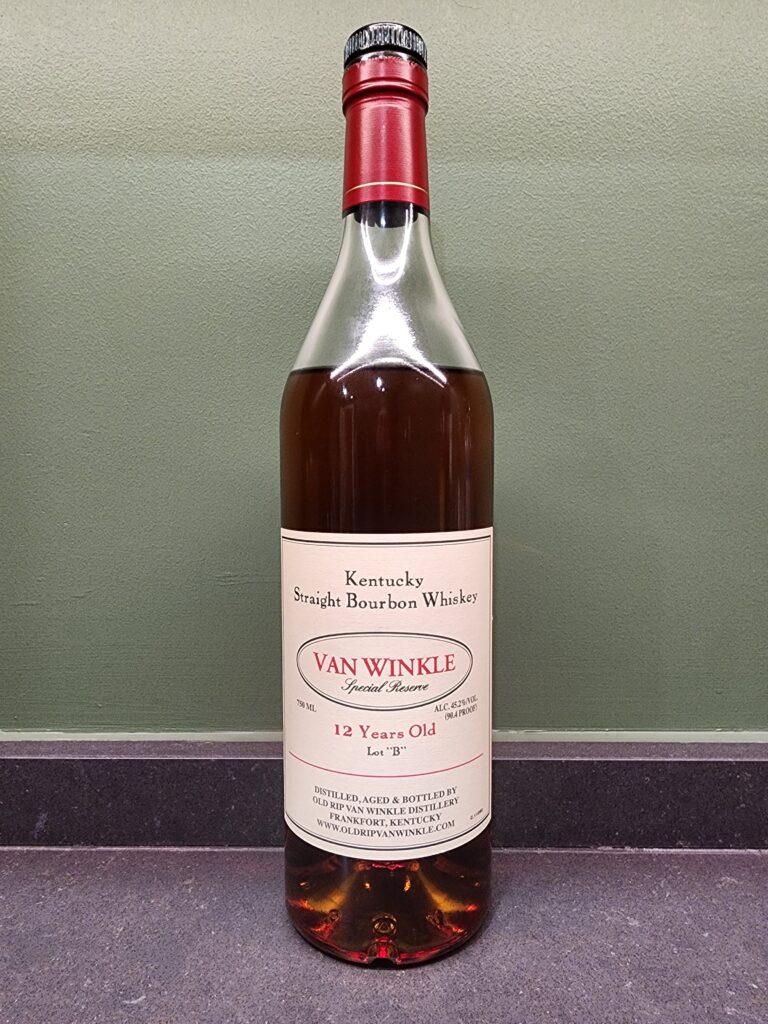 Kentucky
Straight Bourbon Whiskey
VAN WINKLE
Special Reserve
750 ML
ALC. 45.2%/VOL.
(90.4 PROOF)
12 Years Old
Lot "B"
DISTILLED, AGED & BOTTLED BY
OLD RIP VAN WINKLE DISTILLERY
FRANKFORT, KENTUCKY
WWW.OLDRIPVANWINKLE.COM